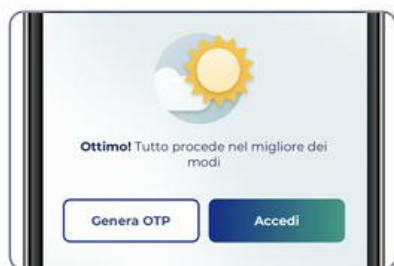 Ottimo! Tutto procede nel migliore dei
modi
Genera OTP
Accedi